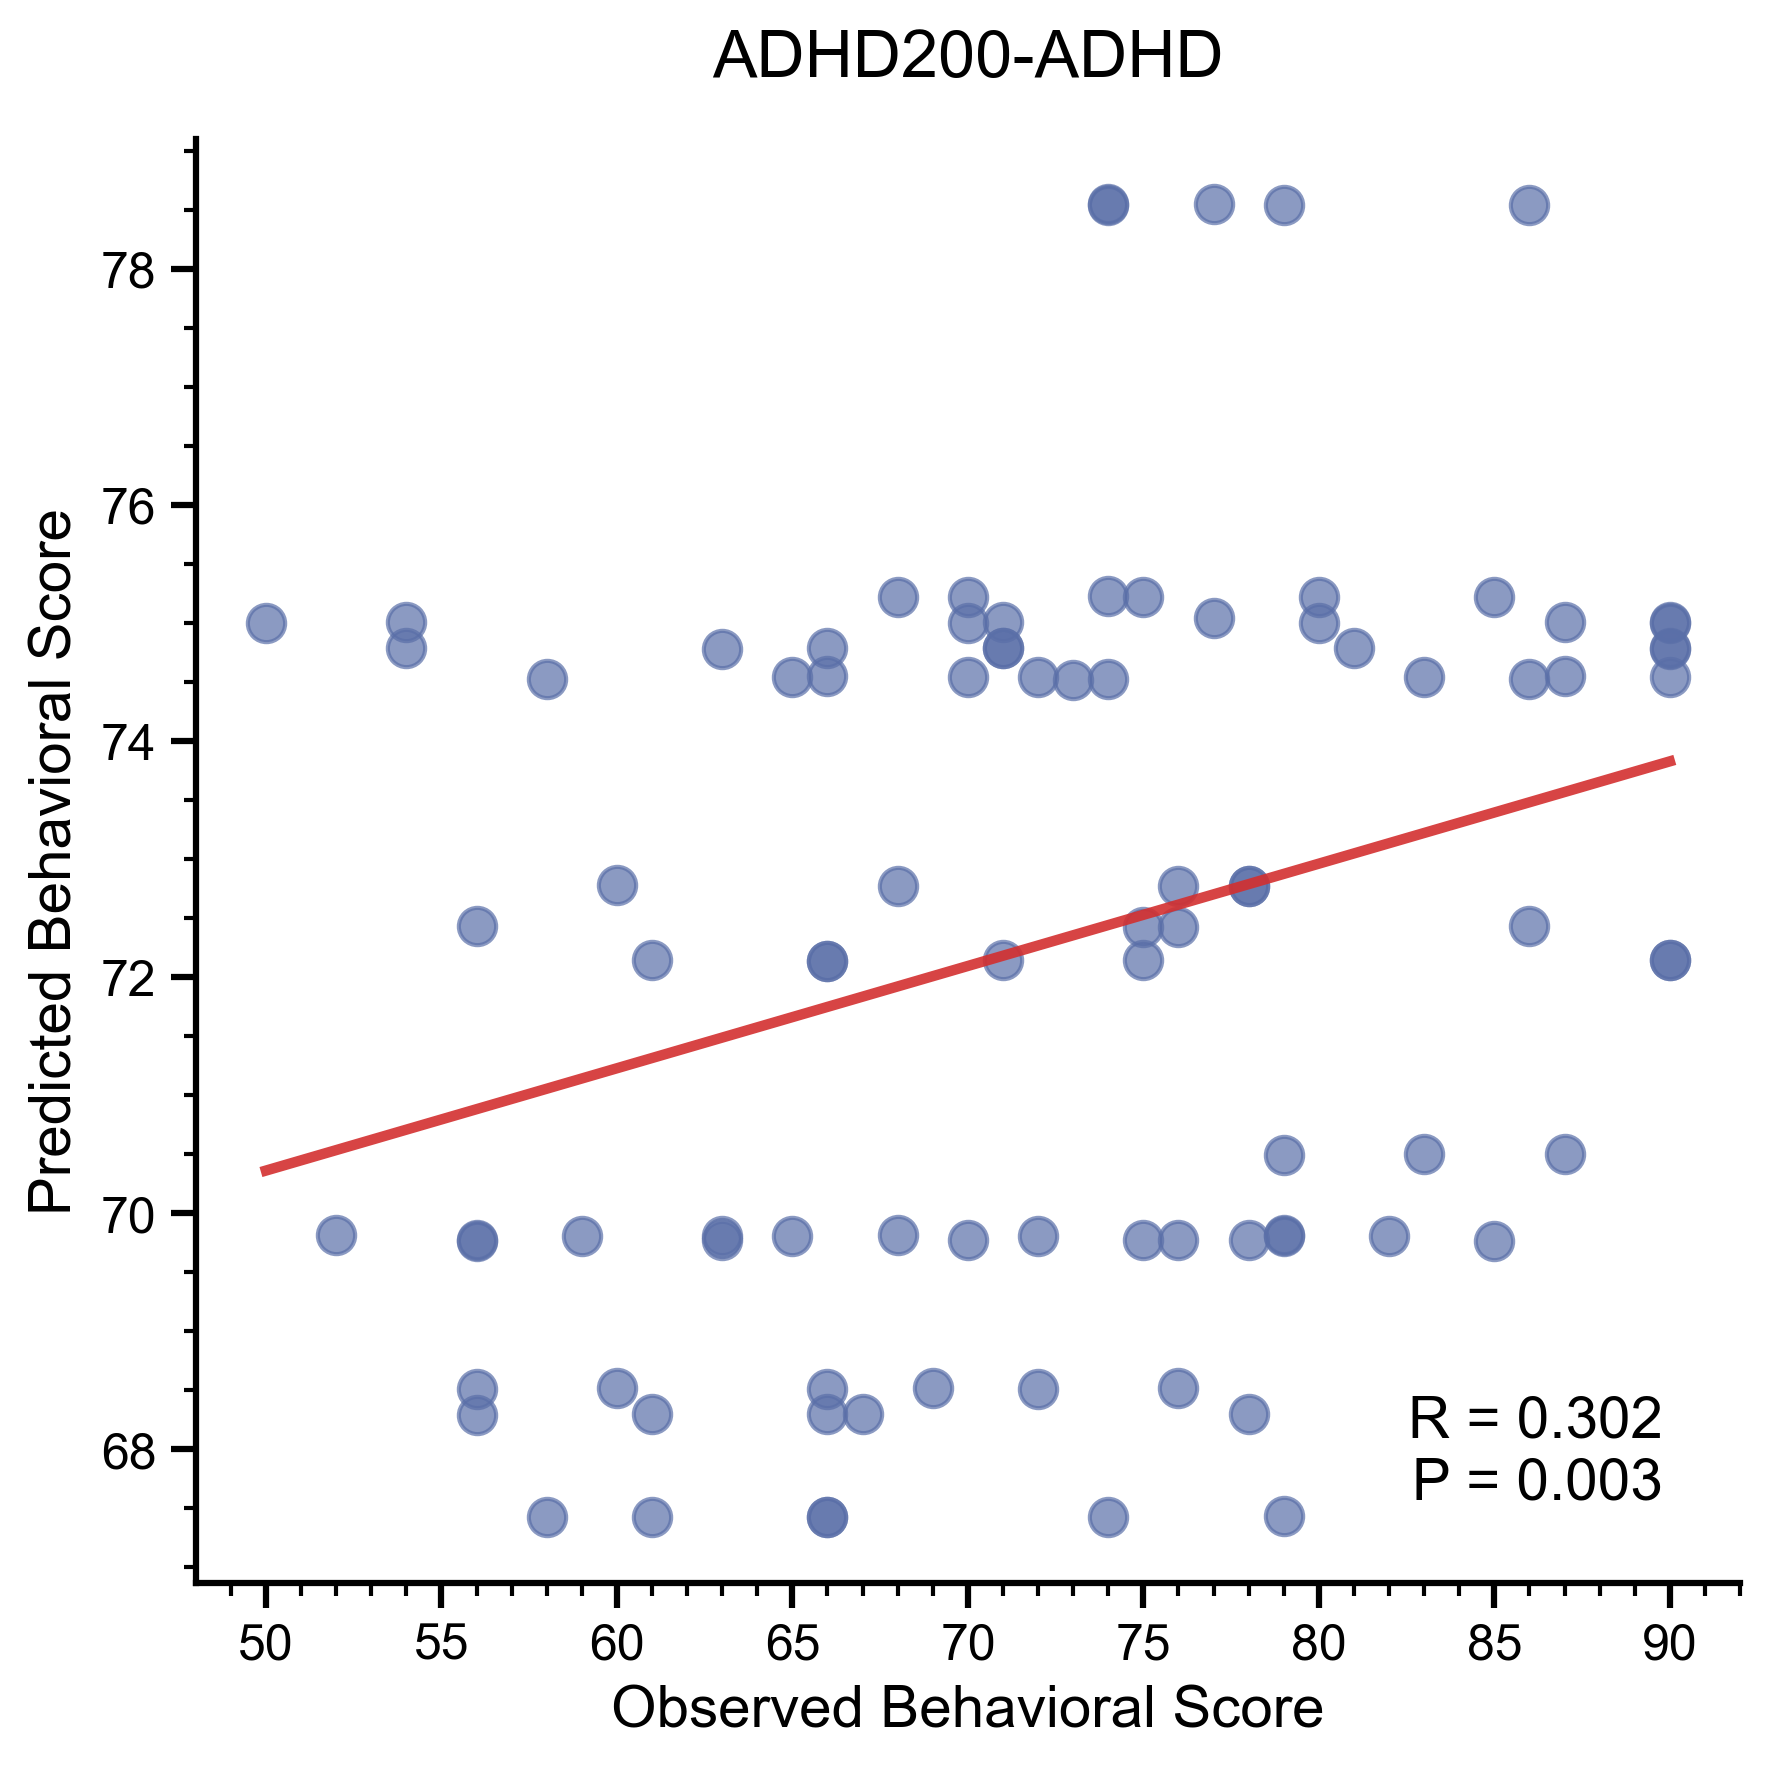 ADHD200-ADHD
Predicted Behavioral Score
78
76
74
72
70
68
R = 0.302
P = 0.003
50 55 60 65 70 75 80 85 90
Observed Behavioral Score